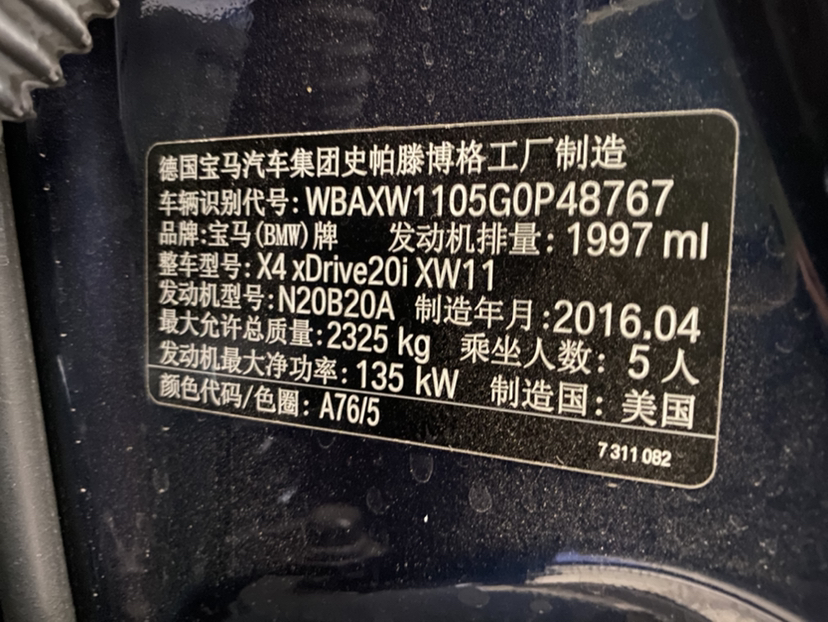 德国宝马汽车集团史帕滕博格工厂制造
车辆识别代号: WBAXW1105G0P48767
品牌:宝马(BMW)牌 发动机排量: 1997 ml
整车型号: X4 xDrive20i XW11
发动机型号: N20B20A 制造年月:2016.04
最大允许总质量:2325 kg 乘坐人数: 5人
发动机最大净功率: 135 kW 制造国: 美国
颜色代码/色圈: A76/5
7 311 082